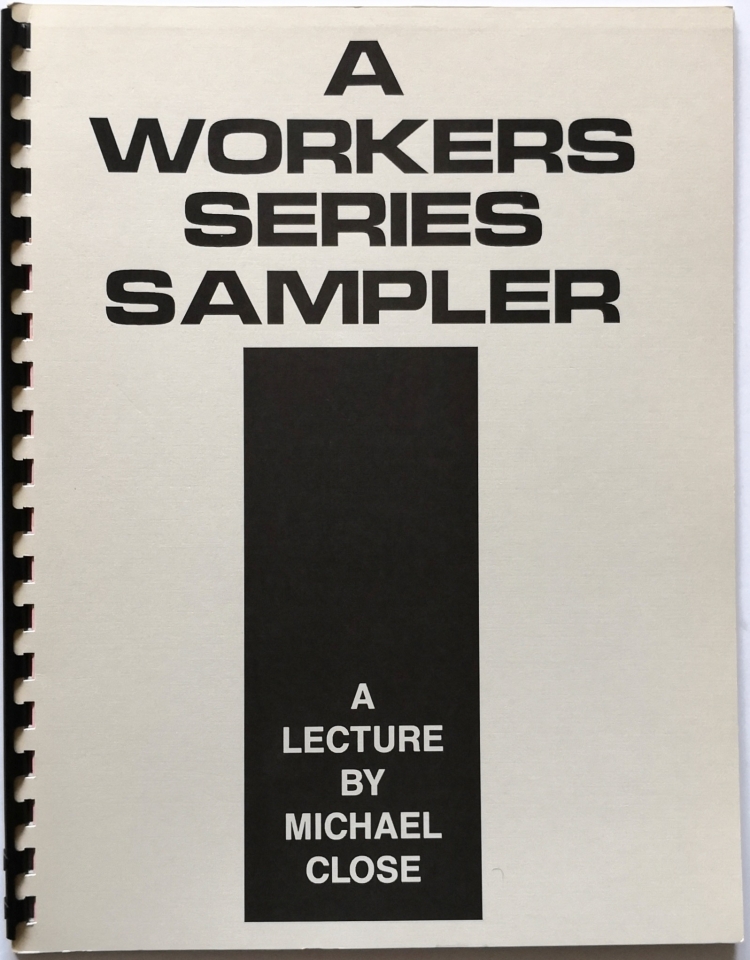 A
WORKERS
SERIES
SAMPLER
A
LECTURE
BY
MICHAEL
CLOSE